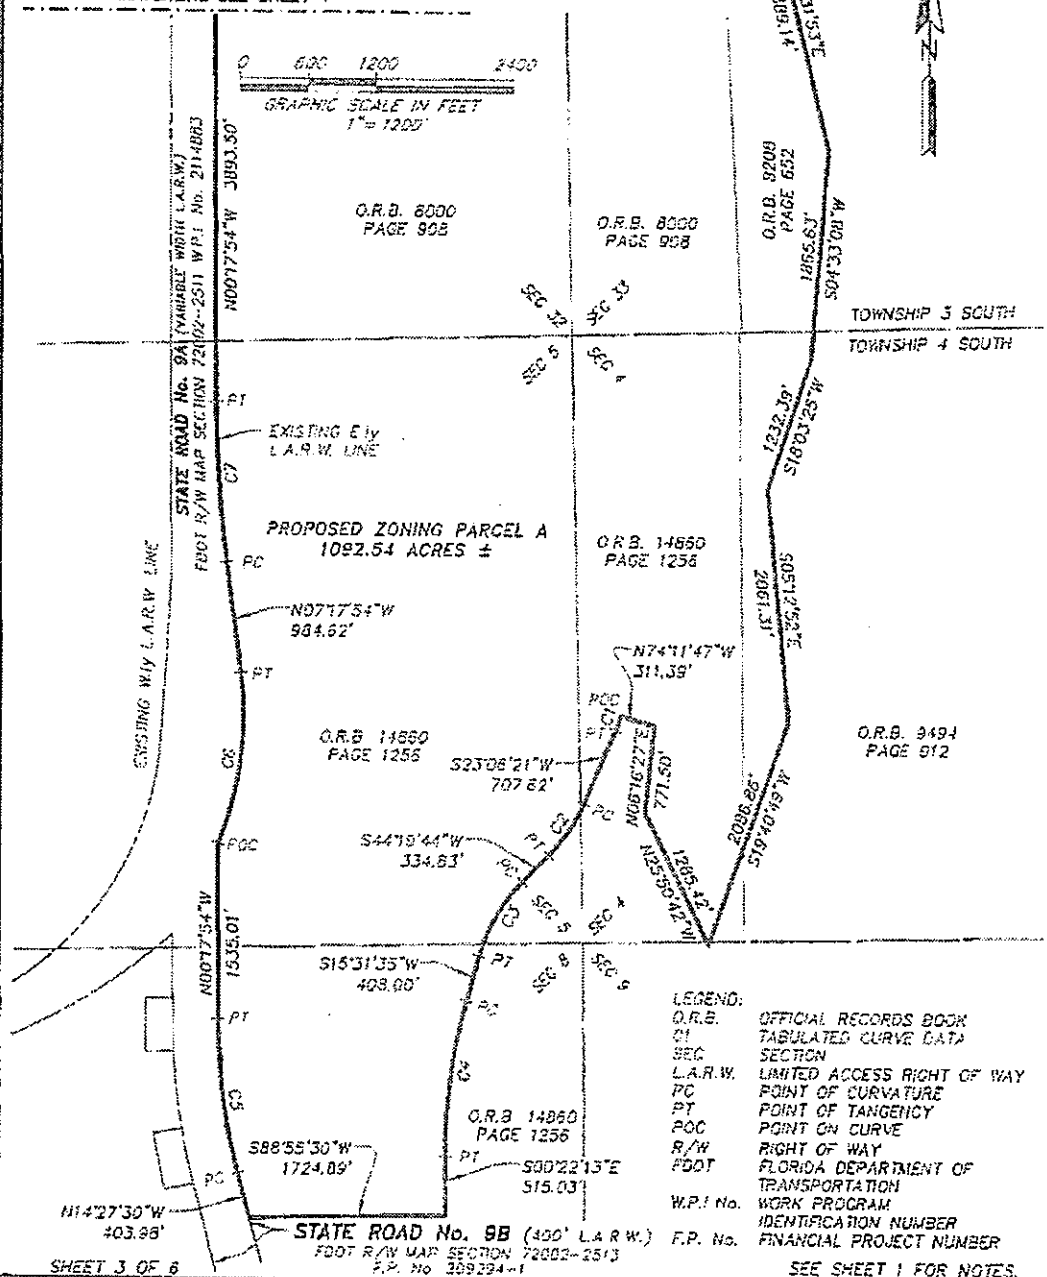 0 600 1200 2400
GRAPHIC SCALE IN FEET
1"= 1200'
N
31'53"E
89.14'
N00°17'54"W 3893.50'
STATE ROAD No. 9A (VARIABLE WIDTH L.A.R.W.)
FDOT R/W MAP SECTION 72002-2511 W.P.I. No. 2114883
O.R.B. 8000
PAGE 908
O.R.B. 8000
PAGE 908
O.R.B. 9208
PAGE 652
1865.63'
S04°33'08"W
SEC 32
SEC 33
SEC 5
SEC 4
TOWNSHIP 3 SOUTH
TOWNSHIP 4 SOUTH
PT
EXISTING E'ly
L.A.R.W. LINE
C7
1232.39'
S18°03'25"W
PROPOSED ZONING PARCEL A
1092.54 ACRES ±
O.R.B. 14860
PAGE 1256
EXISTING W'ly L.A.R.W LINE
PC
N07°17'54"W
984.62'
2061.31'
S05°12'52"E
PT
N74°11'47"W
311.39'
POC
C1
PT
O.R.B 14860
PAGE 1256
C6
S23°08'21"W
707.62'
N06°16'27"E
771.50'
O.R.B. 9494
PAGE 912
PC
C2
PT
POC
S44°19'44"W
334.83'
PC
2086.86'
S19°40'49"W
1285.42'
N25°50'42"W
C3
SEC 5
SEC 4
SEC 8
SEC 9
N00°17'54"W
1535.01'
PT
S15°31'35"W
408.00'
PC
PT
C4
C5
O.R.B 14860
PAGE 1256
PT
S88°55'30"W
1724.89'
S00°22'13"E
515.03'
PC
N14°27'30"W
403.98'
STATE ROAD No. 9B (400' L.A.R.W.)
FDOT R/W MAP SECTION 72002-2513
F.P. No 209294-1
LEGEND:
O.R.B. OFFICIAL RECORDS BOOK
C1 TABULATED CURVE DATA
SEC SECTION
L.A.R.W. LIMITED ACCESS RIGHT OF WAY
PC POINT OF CURVATURE
PT POINT OF TANGENCY
POC POINT ON CURVE
R/W RIGHT OF WAY
FDOT FLORIDA DEPARTMENT OF
TRANSPORTATION
W.P.I No. WORK PROGRAM
IDENTIFICATION NUMBER
F.P. No. FINANCIAL PROJECT NUMBER
SHEET 3 OF 6
SEE SHEET 1 FOR NOTES.